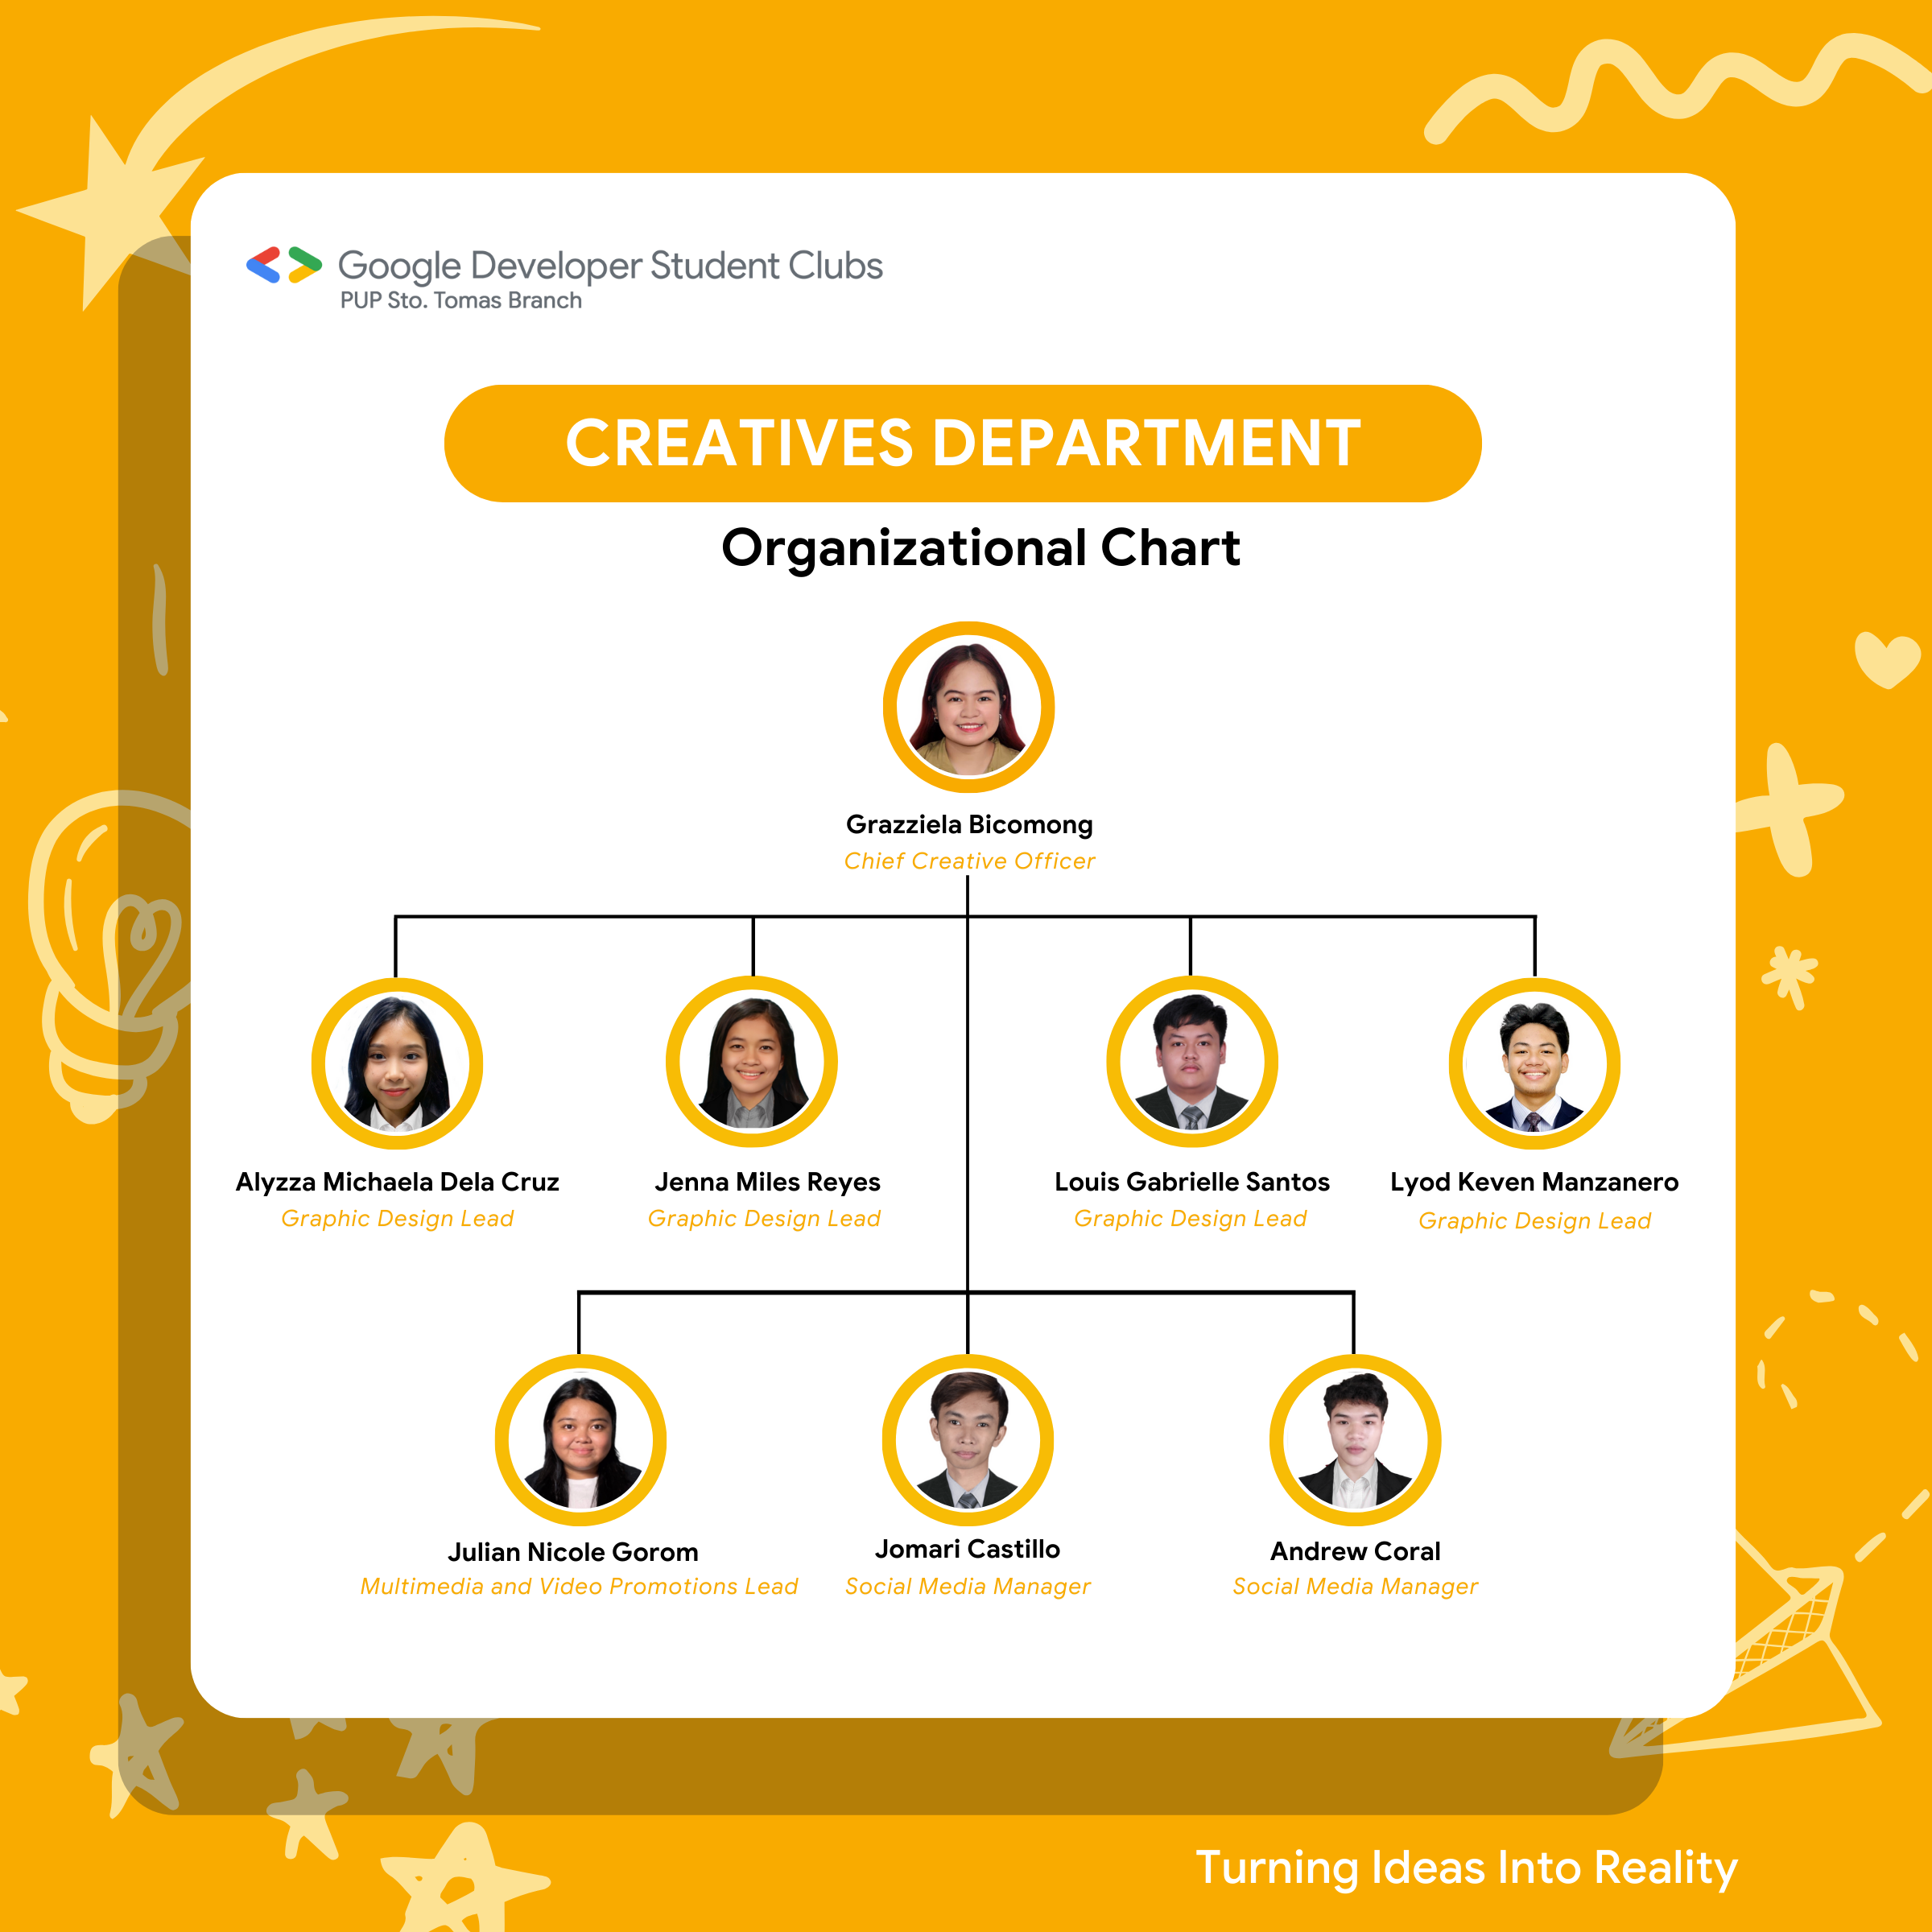 Google Developer Student Clubs
PUP Sto. Tomas Branch
CREATIVES DEPARTMENT
Organizational Chart
Grazziela Bicomong
Chief Creative Officer
Alyzza Michaela Dela Cruz
Graphic Design Lead
Jenna Miles Reyes
Graphic Design Lead
Louis Gabrielle Santos
Graphic Design Lead
Lyod Keven Manzanero
Graphic Design Lead
Julian Nicole Gorom
Multimedia and Video Promotions Lead
Jomari Castillo
Social Media Manager
Andrew Coral
Social Media Manager
Turning Ideas Into Reality